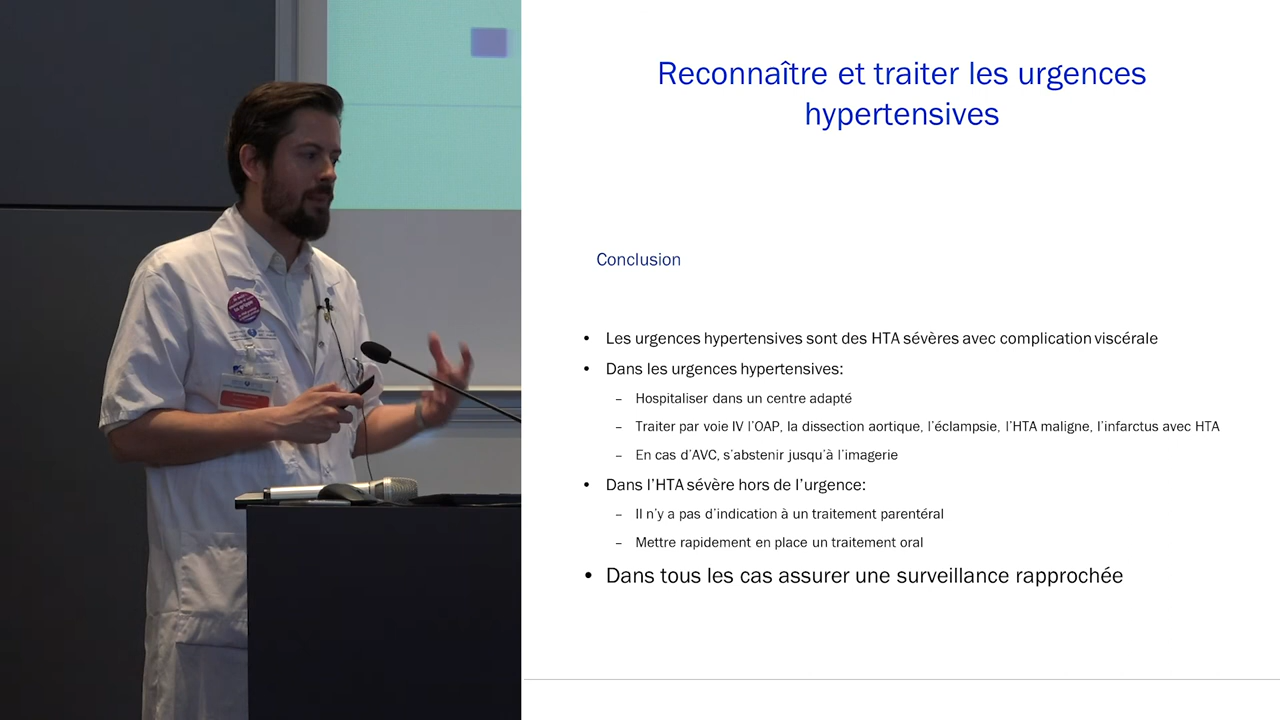 Reconnaître et traiter les urgences
hypertensives
Conclusion
• Les urgences hypertensives sont des HTA sévères avec complication viscérale
• Dans les urgences hypertensives:
– Hospitaliser dans un centre adapté
– Traiter par voie IV l'OAP, la dissection aortique, l'éclampsie, l'HTA maligne, l'infarctus avec HTA
– En cas d'AVC, s'abstenir jusqu'à l'imagerie
• Dans l'HTA sévère hors de l'urgence:
– Il n'y a pas d'indication à un traitement parentéral
– Mettre rapidement en place un traitement oral
• Dans tous les cas assurer une surveillance rapprochée